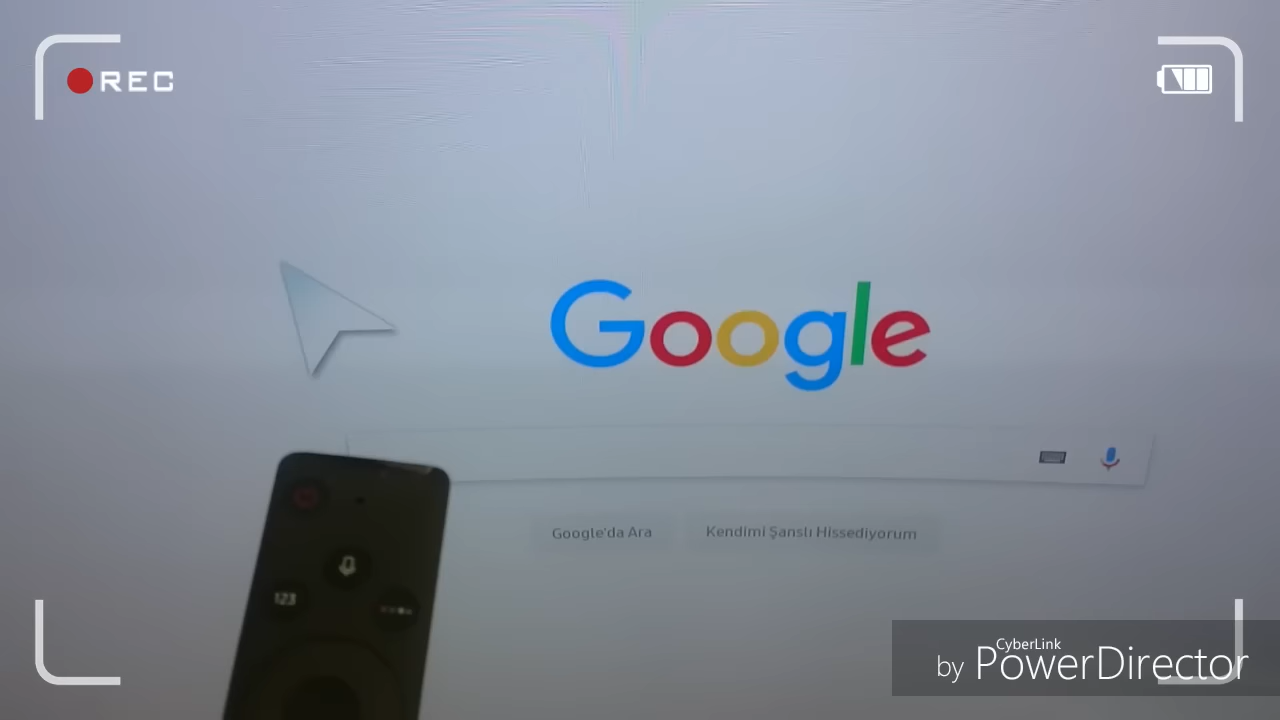 REC
Google
Google'da Ara
Kendimi Şanslı Hissediyorum
123
CyberLink
by PowerDirector